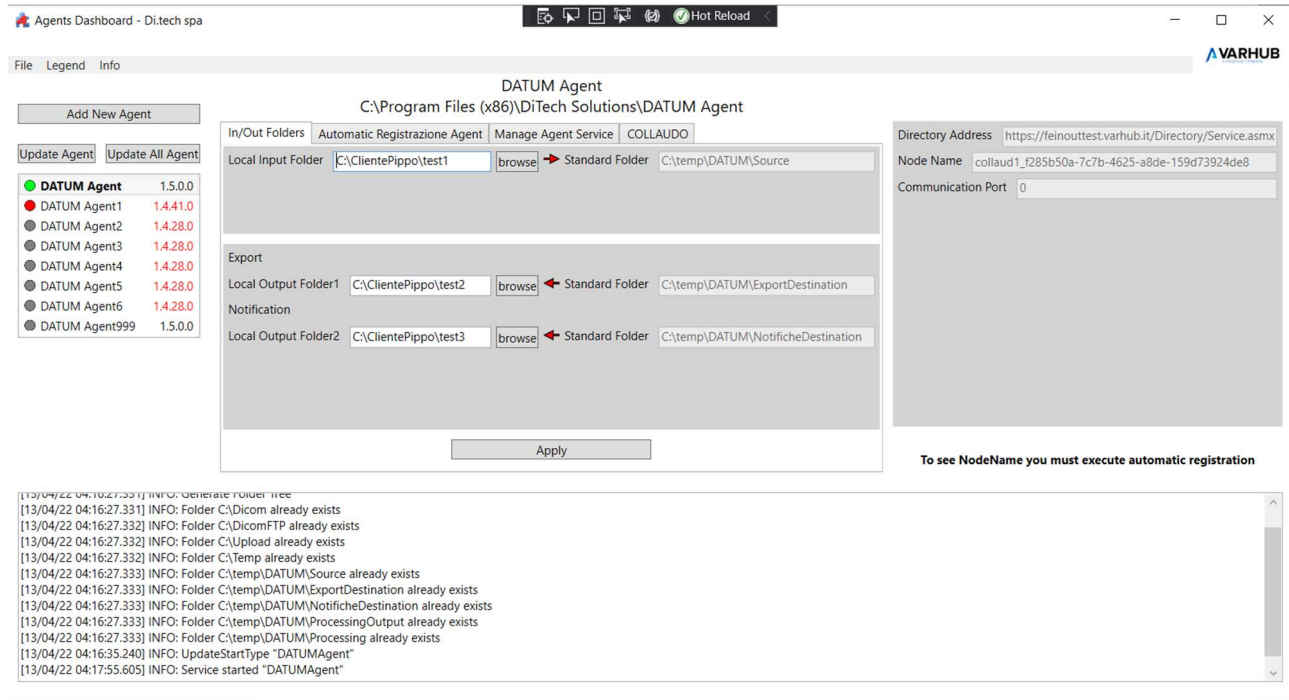 Agents Dashboard - Di.tech spa
Hot Reload
File Legend Info
VARHUB
DATUM Agent
C:\Program Files (x86)\DiTech Solutions\DATUM Agent
Add New Agent
Update Agent Update All Agent
DATUM Agent 1.5.0.0
DATUM Agent1 1.4.41.0
DATUM Agent2 1.4.28.0
DATUM Agent3 1.4.28.0
DATUM Agent4 1.4.28.0
DATUM Agent5 1.4.28.0
DATUM Agent6 1.4.28.0
DATUM Agent999 1.5.0.0
In/Out Folders Automatic Registrazione Agent Manage Agent Service COLLAUDO
Local Input Folder C:\ClientePippo\test1 browse Standard Folder C:\temp\DATUM\Source
Export
Local Output Folder1 C:\ClientePippo\test2 browse Standard Folder C:\temp\DATUM\ExportDestination
Notification
Local Output Folder2 C:\ClientePippo\test3 browse Standard Folder C:\temp\DATUM\NotificheDestination
Apply
Directory Address https://feinouttest.varhub.it/Directory/Service.asmx
Node Name collaud1_f285b50a-7c7b-4625-a8de-159d73924de8
Communication Port 0
To see NodeName you must execute automatic registration
[13/04/22 04:16:27.331] INFO: Generate Folder Tree
[13/04/22 04:16:27.331] INFO: Folder C:\Dicom already exists
[13/04/22 04:16:27.332] INFO: Folder C:\DicomFTP already exists
[13/04/22 04:16:27.332] INFO: Folder C:\Upload already exists
[13/04/22 04:16:27.332] INFO: Folder C:\Temp already exists
[13/04/22 04:16:27.333] INFO: Folder C:\temp\DATUM\Source already exists
[13/04/22 04:16:27.333] INFO: Folder C:\temp\DATUM\ExportDestination already exists
[13/04/22 04:16:27.333] INFO: Folder C:\temp\DATUM\NotificheDestination already exists
[13/04/22 04:16:27.333] INFO: Folder C:\temp\DATUM\ProcessingOutput already exists
[13/04/22 04:16:27.333] INFO: Folder C:\temp\DATUM\Processing already exists
[13/04/22 04:16:35.240] INFO: UpdateStartType "DATUMAgent"
[13/04/22 04:17:55.605] INFO: Service started "DATUMAgent"